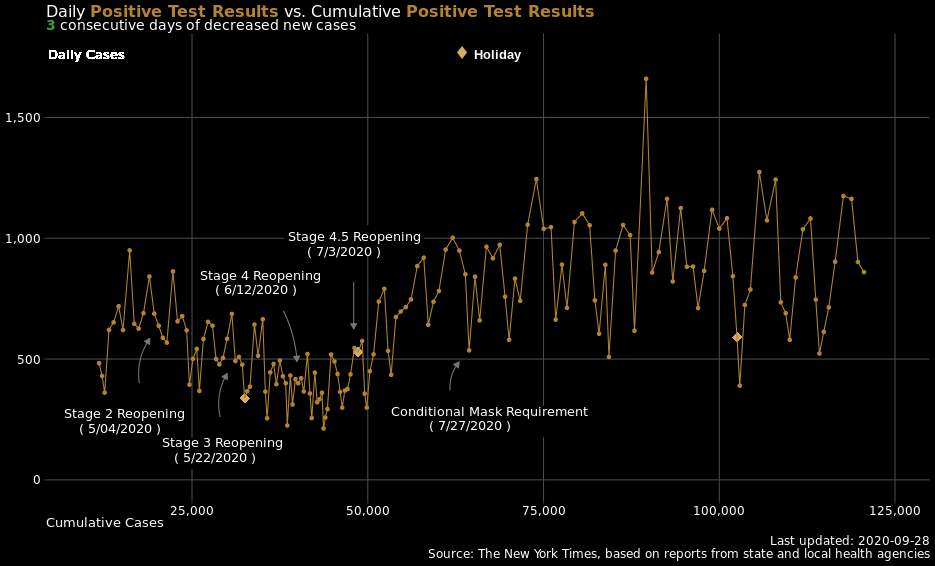 Daily Positive Test Results vs. Cumulative Positive Test Results
3 consecutive days of decreased new cases
Daily Cases
Holiday
1,500
1,000
500
0
Stage 4.5 Reopening
( 7/3/2020 )
Stage 4 Reopening
( 6/12/2020 )
Stage 2 Reopening
( 5/04/2020 )
Stage 3 Reopening
( 5/22/2020 )
Conditional Mask Requirement
( 7/27/2020 )
25,000
50,000
75,000
100,000
125,000
Cumulative Cases
Last updated: 2020-09-28
Source: The New York Times, based on reports from state and local health agencies